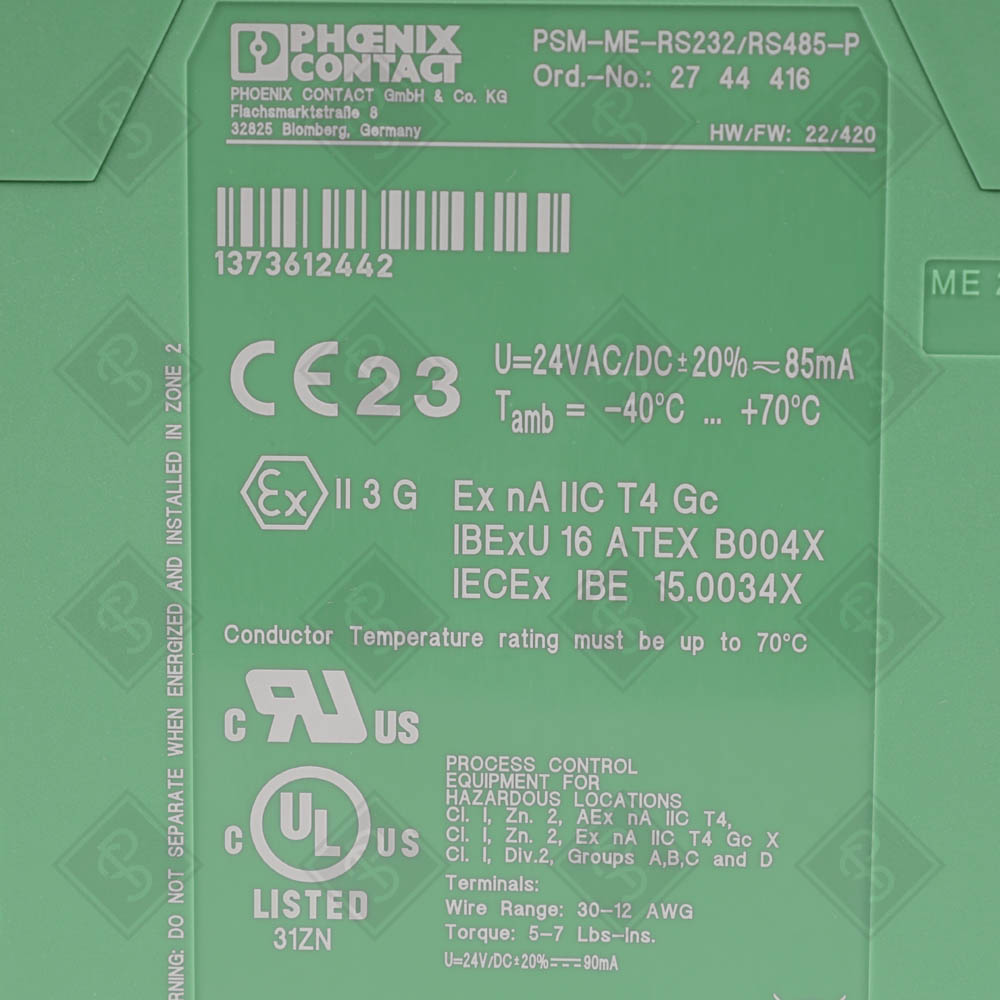 PHŒNIX
CONTACT
PHOENIX CONTACT GmbH & Co. KG
Flachsmarktstraße 8
32825 Blomberg, Germany
PSM-ME-RS232/RS485-P
Ord.-No.: 27 44 416
HW/FW: 22/420
1373612442
ME
CE 23
U=24VAC/DC±20%≂85mA
Tamb = -40°C ... +70°C
Ex II 3 G
Ex nA IIC T4 Gc
IBExU 16 ATEX B004X
IECEx IBE 15.0034X
Conductor Temperature rating must be up to 70°C
C RU US
C UL US
LISTED
31ZN
PROCESS CONTROL
EQUIPMENT FOR
HAZARDOUS LOCATIONS
Cl. I, Zn. 2, AEx nA IIC T4,
Cl. I, Zn. 2, Ex nA IIC T4 Gc X
Cl. I, Div.2, Groups A,B,C and D
Terminals:
Wire Range: 30-12 AWG
Torque: 5-7 Lbs-Ins.
U=24V/DC±20%⎓90mA
RNING: DO NOT SEPARATE WHEN ENERGIZED AND INSTALLED IN ZONE 2